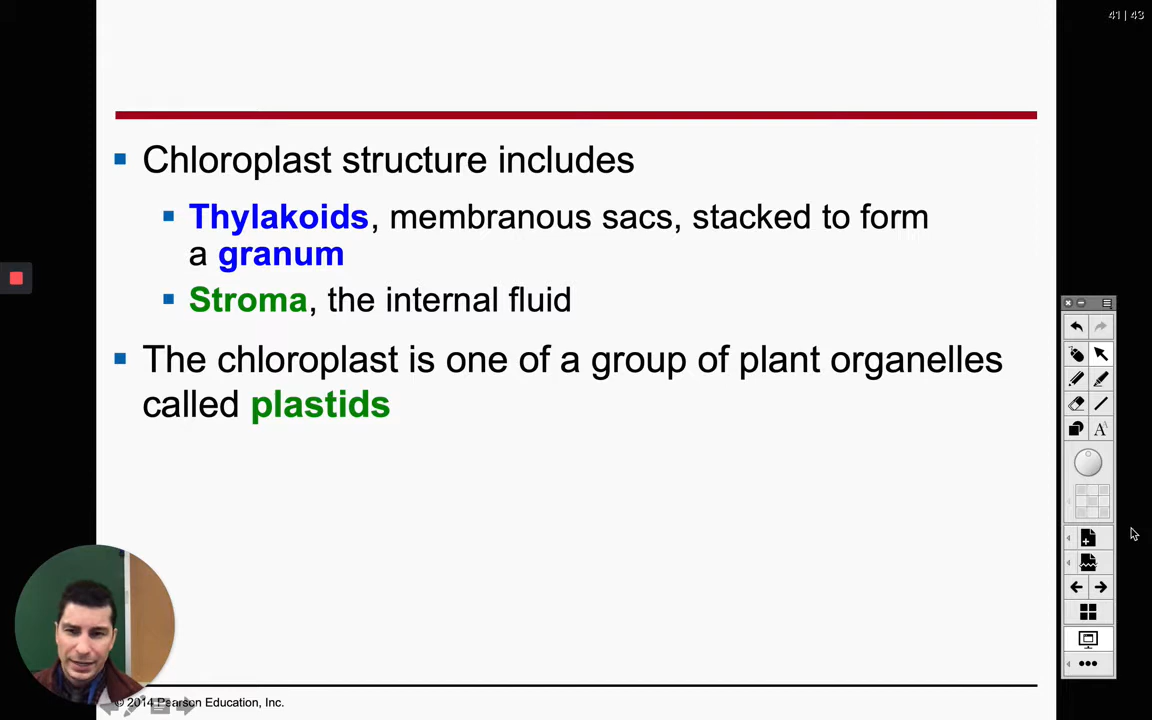 41 | 43
Chloroplast structure includes
Thylakoids, membranous sacs, stacked to form
a granum
Stroma, the internal fluid
The chloroplast is one of a group of plant organelles
called plastids
A
© 2014 Pearson Education, Inc.